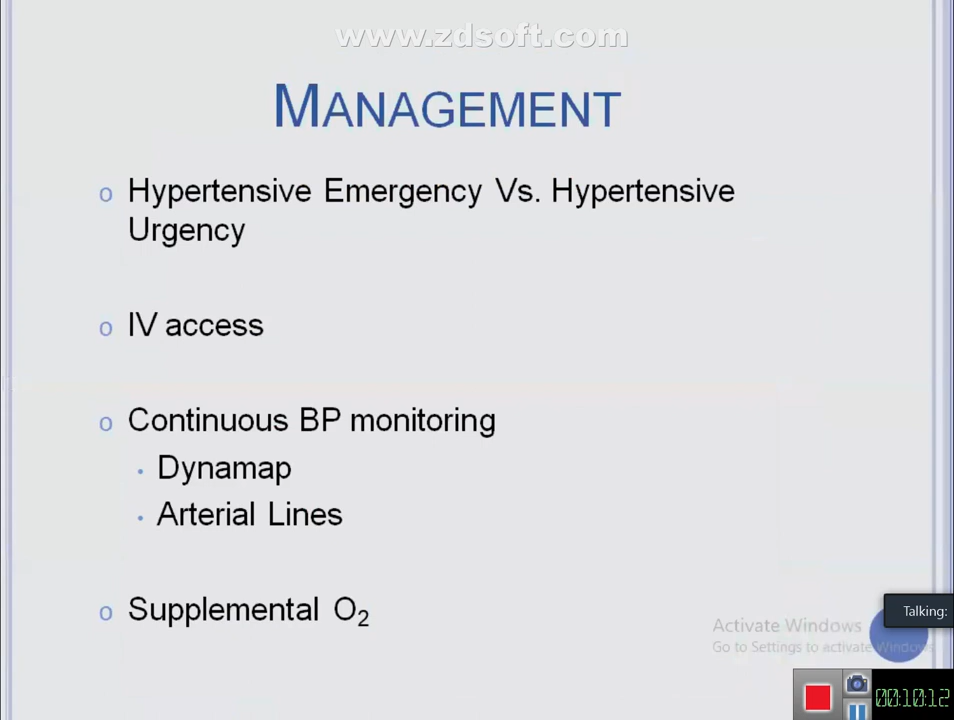 www.zdsoft.com
MANAGEMENT
o Hypertensive Emergency Vs. Hypertensive
Urgency
o IV access
o Continuous BP monitoring
• Dynamap
• Arterial Lines
o Supplemental O₂
Talking:
Activate Windows
Go to Settings to activate Windows.
00:10:12